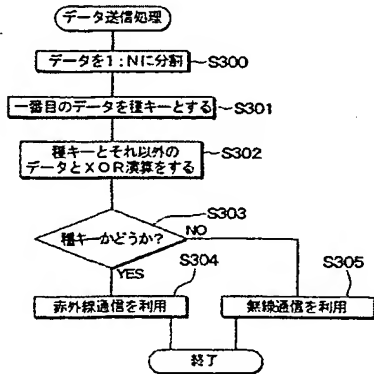 データ送信処理
データを1:Nに分割
S300
一番目のデータを種キーとする
S301
種キーとそれ以外の
データとXOR演算をする
S302
種キーかどうか?
S303
NO
YES
S304
S305
赤外線通信を利用
無線通信を利用
終了